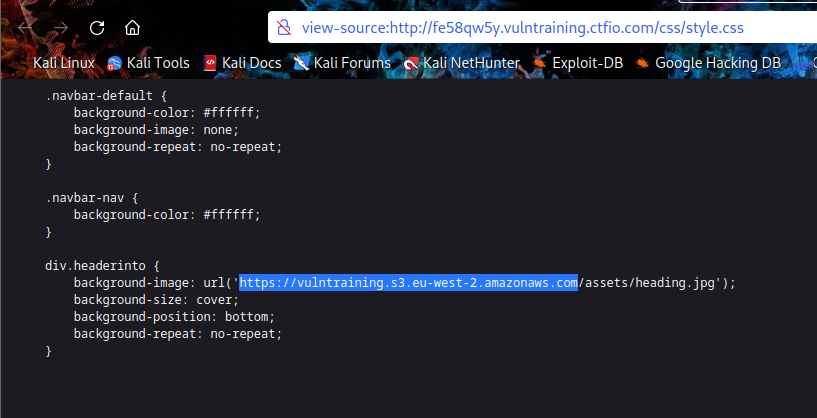 view-source:http://fe58qw5y.vulntraining.ctfio.com/css/style.css
Kali Linux Kali Tools Kali Docs Kali Forums Kali NetHunter Exploit-DB Google Hacking DB
.navbar-default {
background-color: #ffffff;
background-image: none;
background-repeat: no-repeat;
}
.navbar-nav {
background-color: #ffffff;
}
div.headerinto {
background-image: url('https://vulntraining.s3.eu-west-2.amazonaws.com/assets/heading.jpg');
background-size: cover;
background-position: bottom;
background-repeat: no-repeat;
}